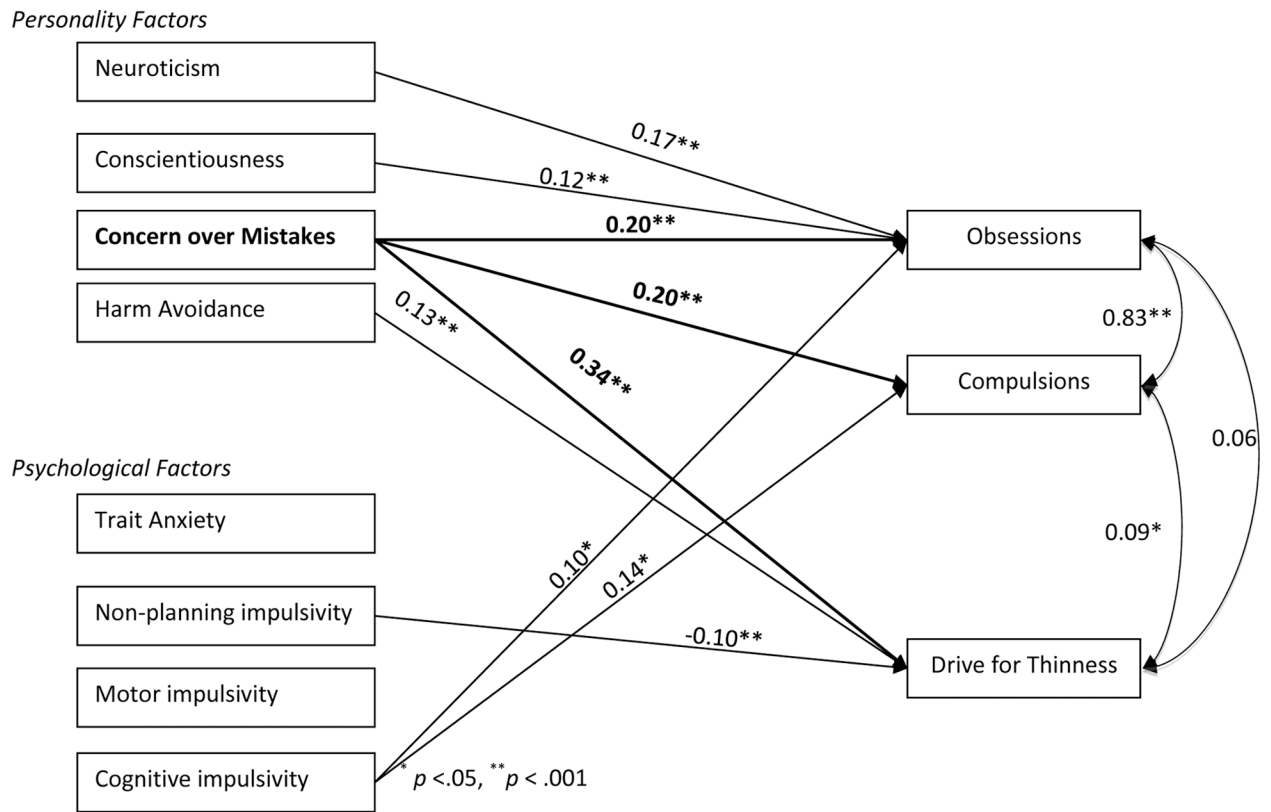 Personality Factors
Neuroticism
Conscientiousness
Concern over Mistakes
Harm Avoidance
Psychological Factors
Trait Anxiety
Non-planning impulsivity
Motor impulsivity
Cognitive impulsivity
0.17**
0.12**
0.20**
0.20**
0.13**
0.34**
0.10*
0.14*
-0.10**
Obsessions
Compulsions
Drive for Thinness
0.83**
0.06
0.09*
* p <.05, **p < .001